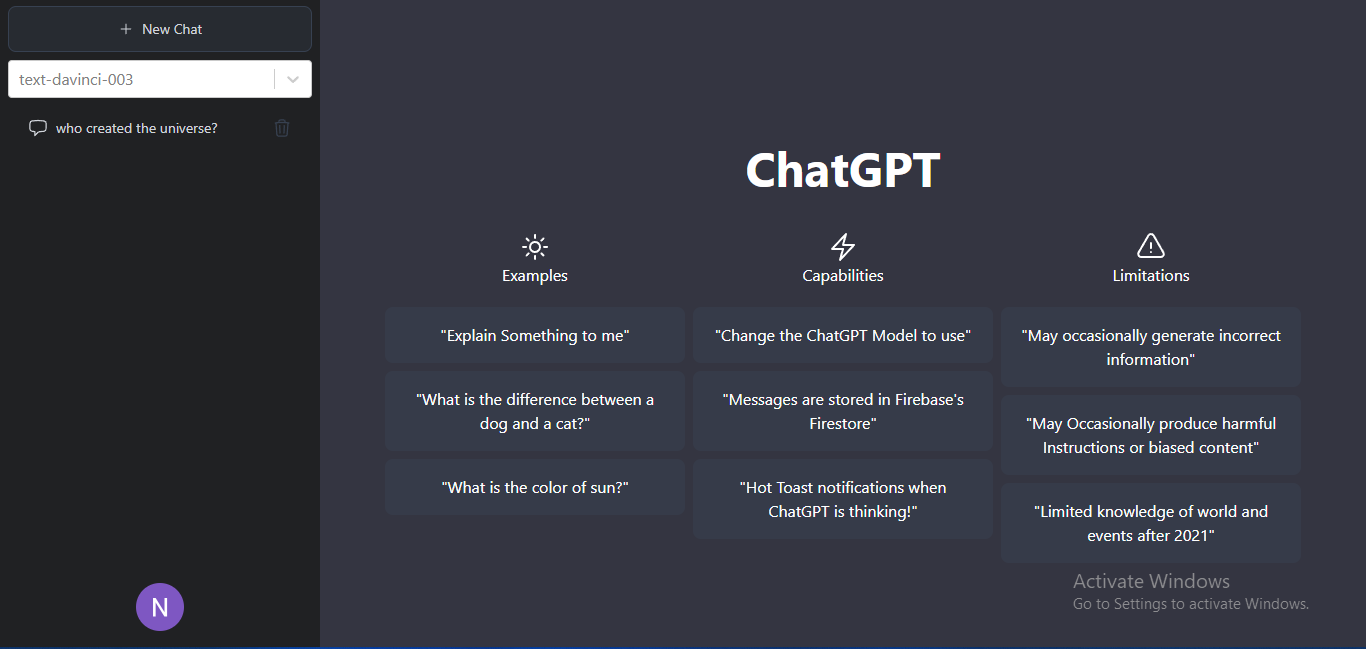 + New Chat
text-davinci-003
who created the universe?
N
ChatGPT
Examples
"Explain Something to me"
"What is the difference between a
dog and a cat?"
"What is the color of sun?"
Capabilities
"Change the ChatGPT Model to use"
"Messages are stored in Firebase's
Firestore"
"Hot Toast notifications when
ChatGPT is thinking!"
Limitations
"May occasionally generate incorrect
information"
"May Occasionally produce harmful
Instructions or biased content"
"Limited knowledge of world and
events after 2021"
Activate Windows
Go to Settings to activate Windows.